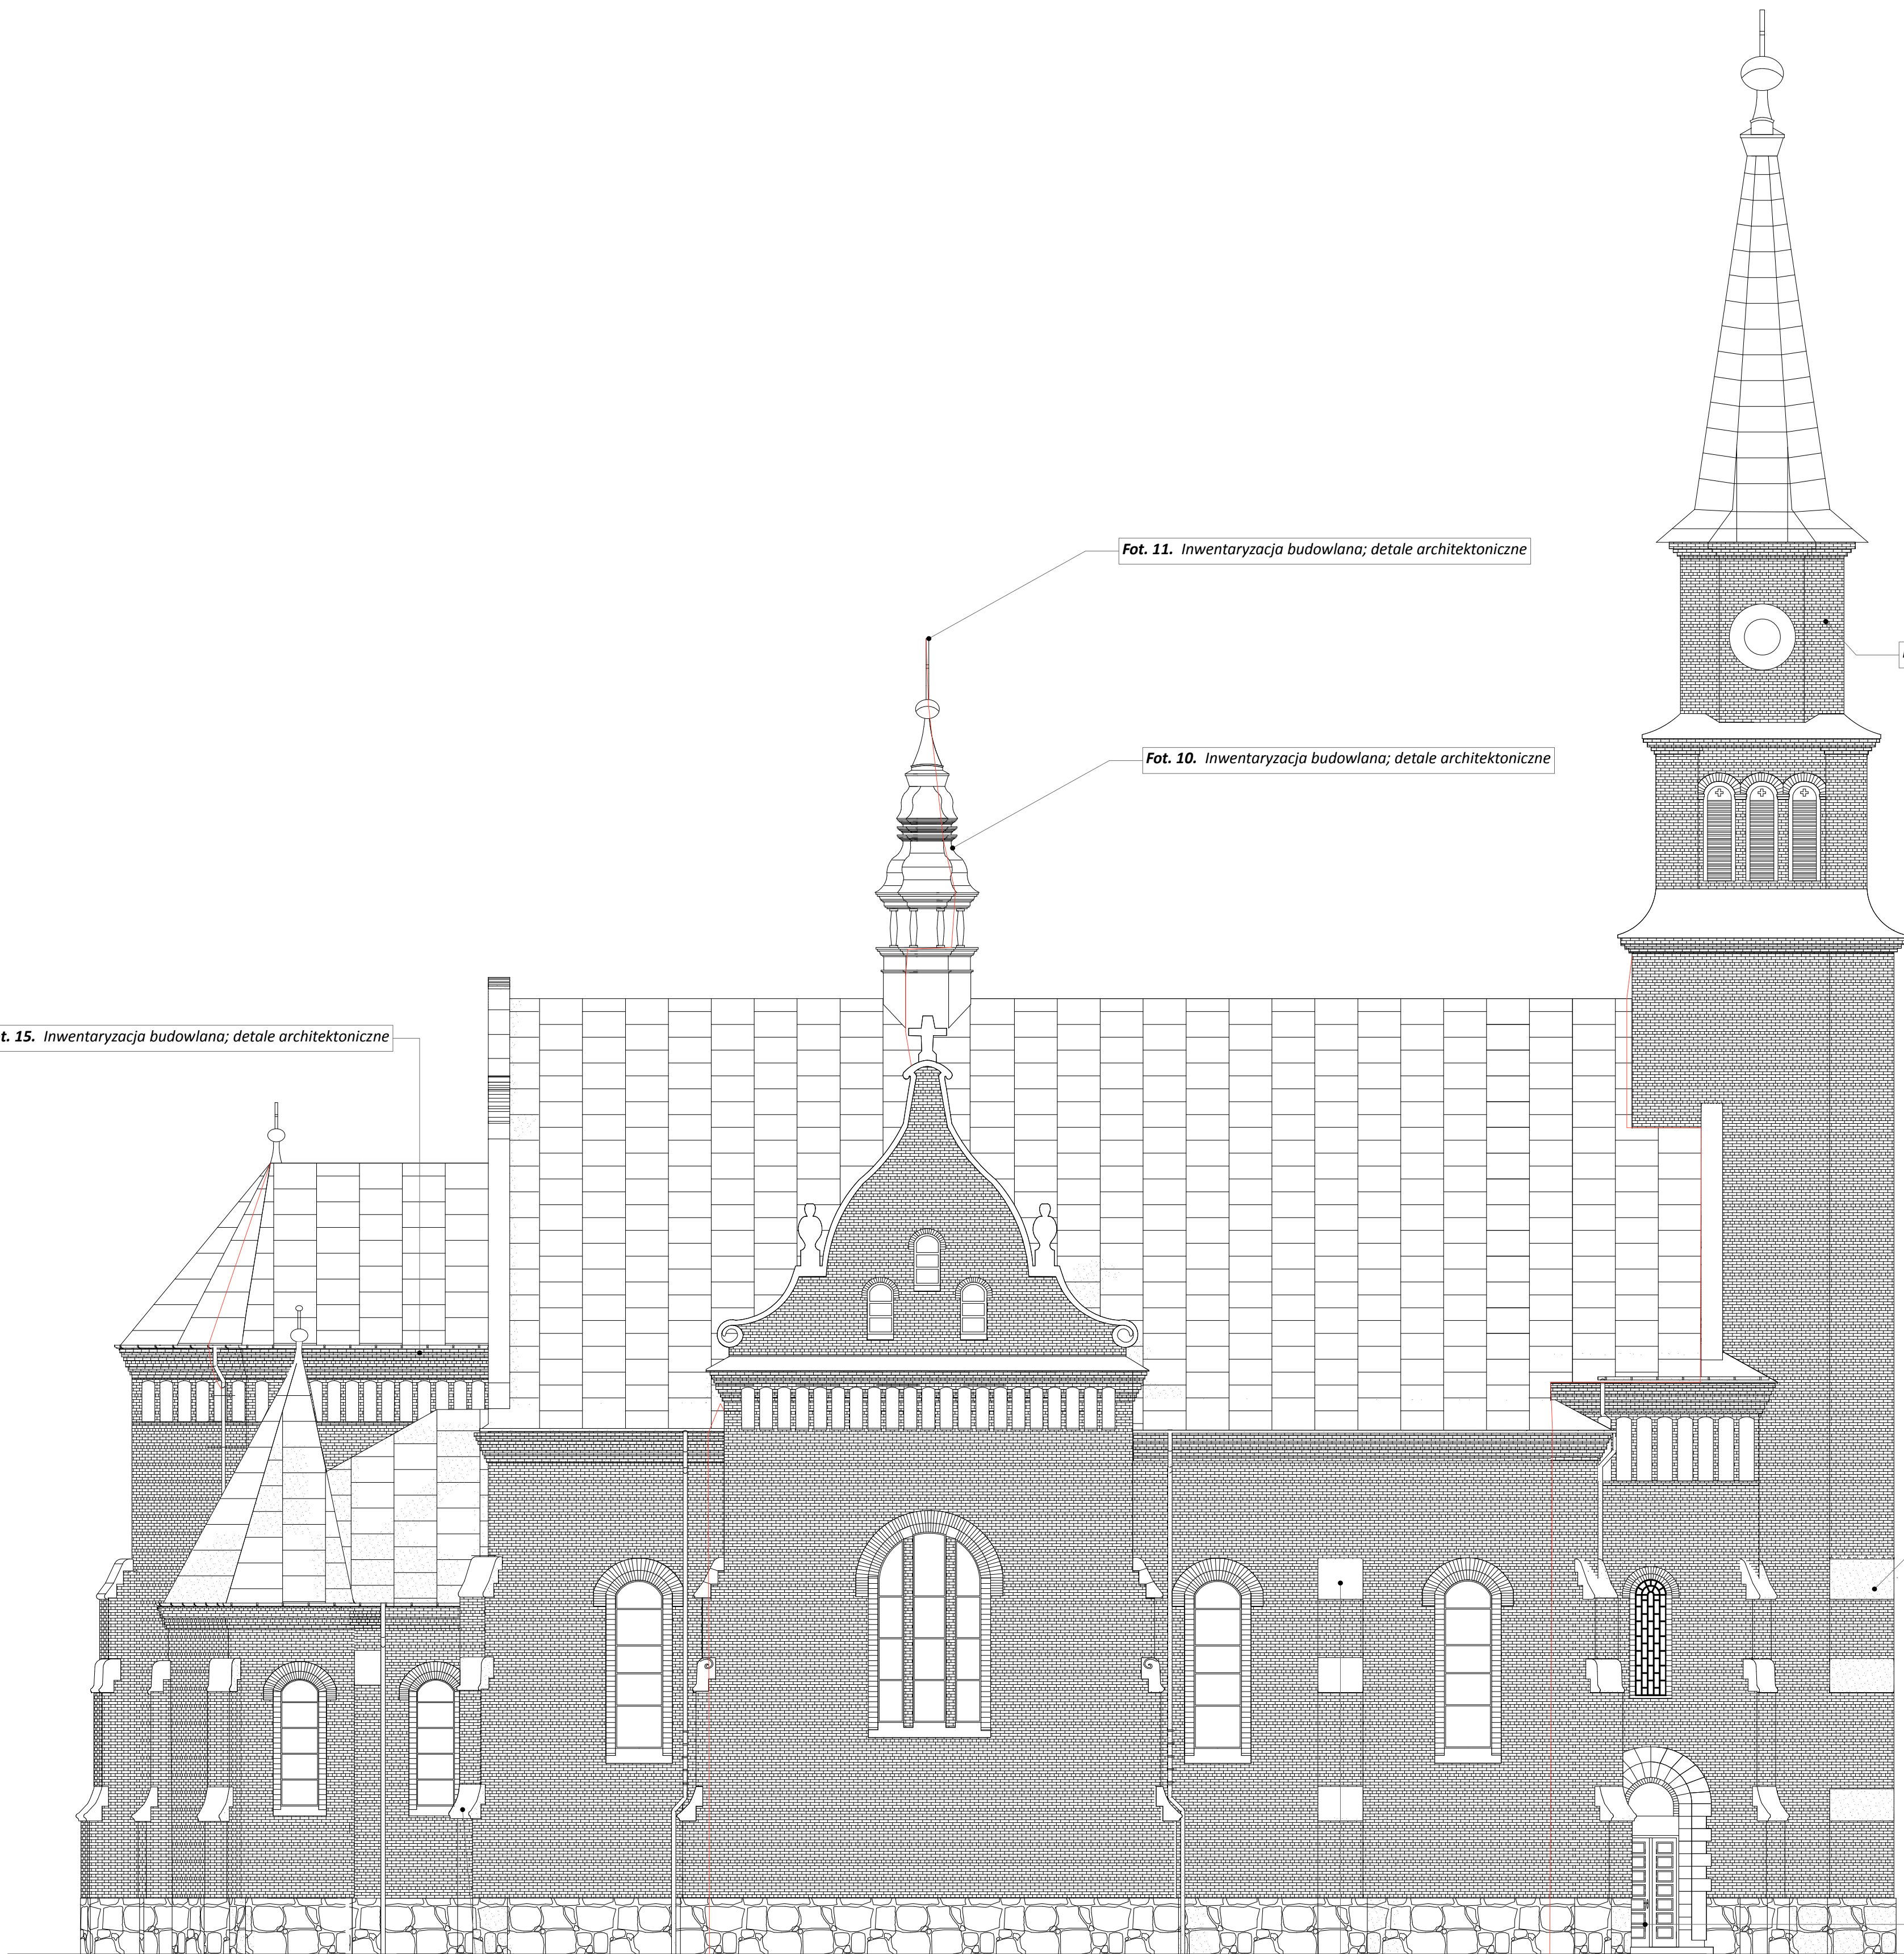 Fot. 11. Inwentaryzacja budowlana; detale architektoniczne
Fot. 10. Inwentaryzacja budowlana; detale architektoniczne
t. 15. Inwentaryzacja budowlana; detale architektoniczne